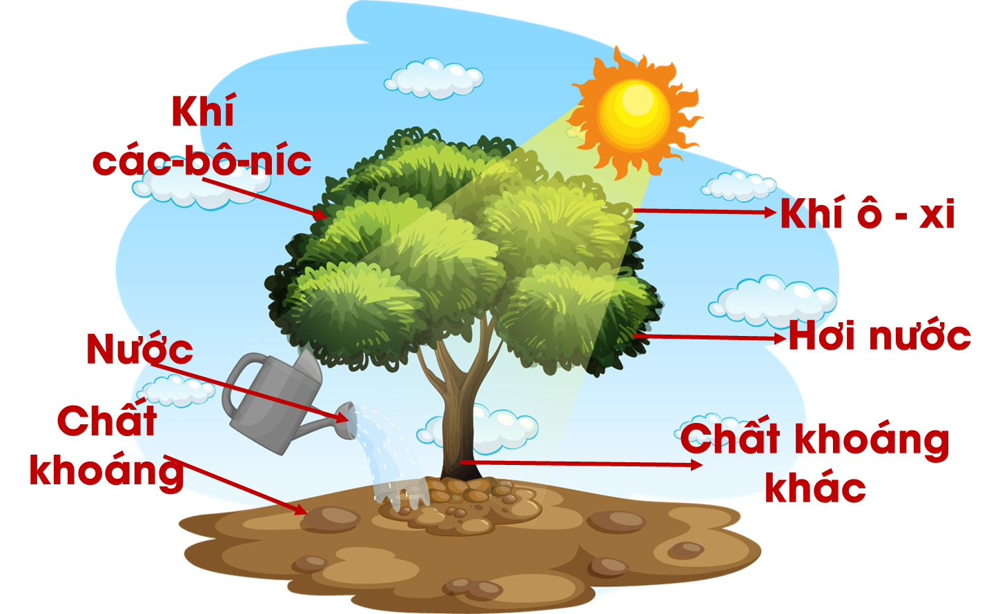 Khí
các-bô-níc
Khí ô - xi
Nước
Hơi nước
Chất
khoáng
Chất khoáng
khác